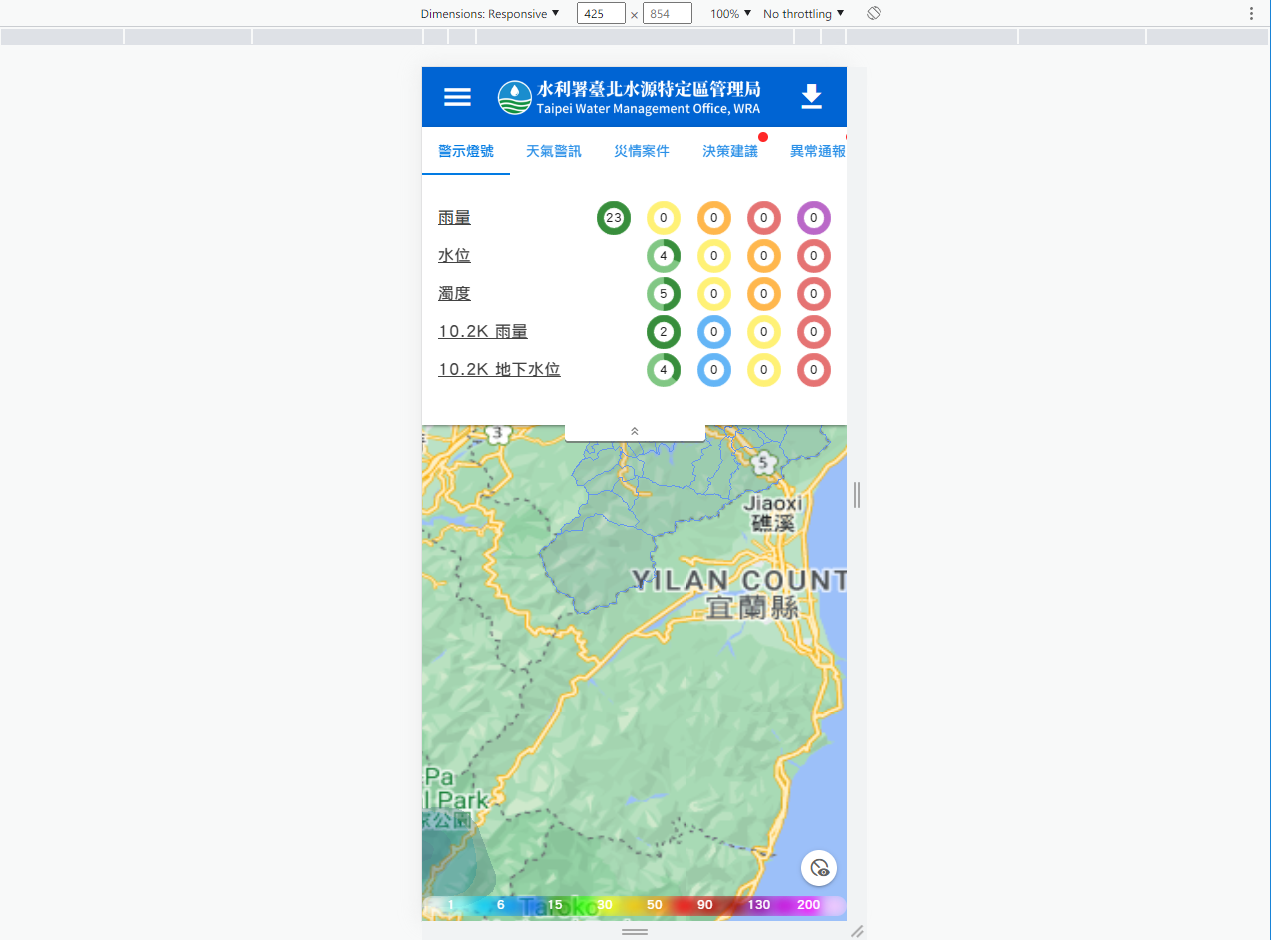 Dimensions: Responsive 425 × 854 100% No throttling
水利署臺北水源特定區管理局
Taipei Water Management Office, WRA
警示燈號 天氣警訊 災情案件 決策建議 異常通報
雨量 23 0 0 0 0
水位 4 0 0 0
濁度 5 0 0 0
10.2K 雨量 2 0 0 0
10.2K 地下水位 4 0 0 0
3
5
Jiaoxi
礁溪
YILAN COUNT
宜蘭縣
Pa
l Park
家公園
1 6 15 30 50 90 130 200
Taroko